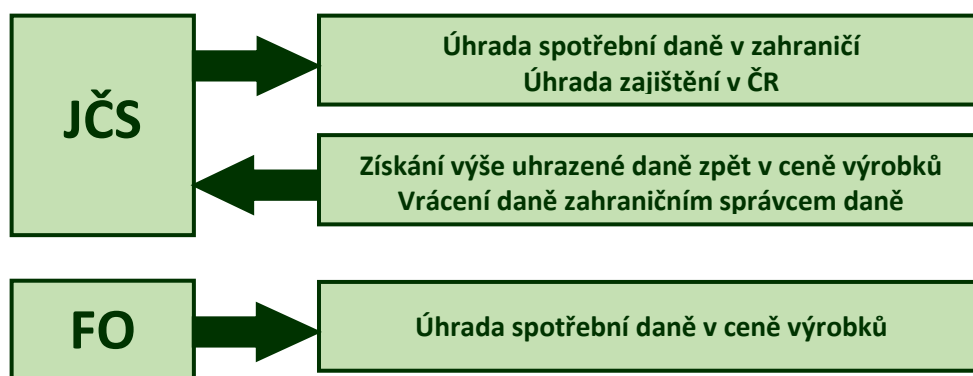 JČS
Úhrada spotřební daně v zahraničí
Úhrada zajištění v ČR
Získání výše uhrazené daně zpět v ceně výrobků
Vrácení daně zahraničním správcem daně
FO
Úhrada spotřební daně v ceně výrobků